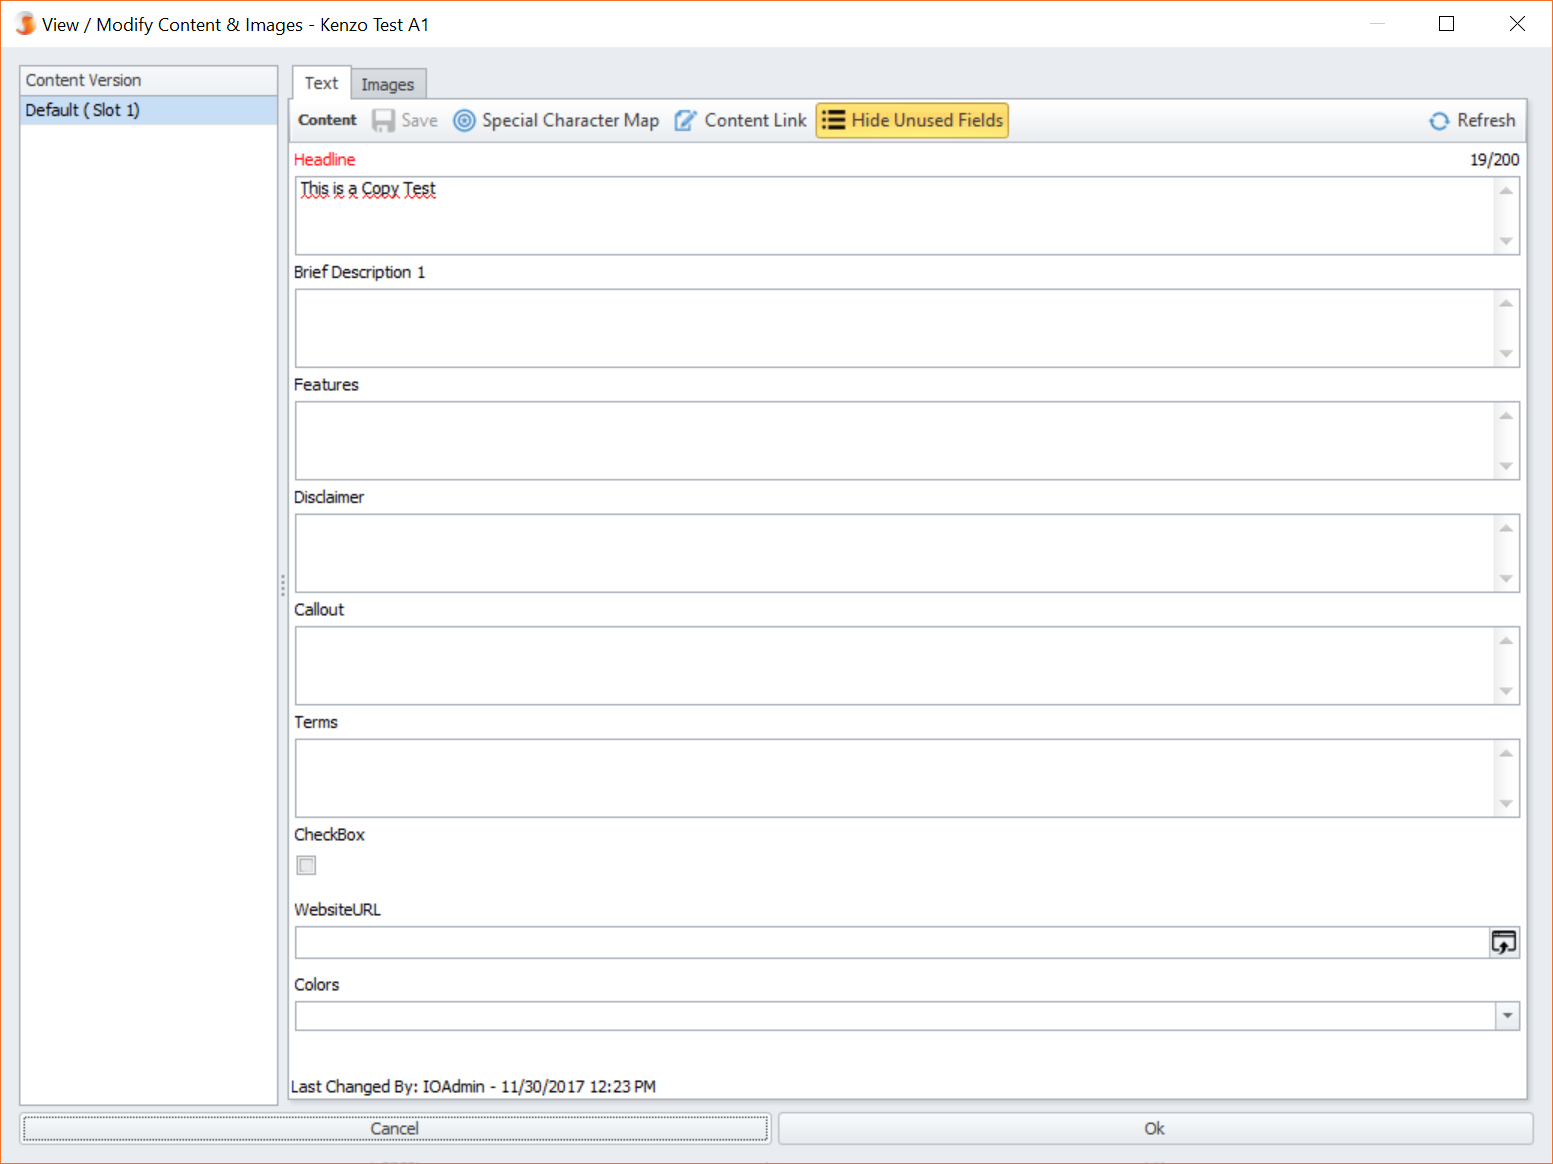 View / Modify Content & Images - Kenzo Test A1
Content Version
Default ( Slot 1)
Text
Images
Content
Save
Special Character Map
Content Link
Hide Unused Fields
Refresh
Headline
19/200
This is a Copy Test
Brief Description 1
Features
Disclaimer
Callout
Terms
CheckBox
WebsiteURL
Colors
Last Changed By: IOAdmin - 11/30/2017 12:23 PM
Cancel
Ok